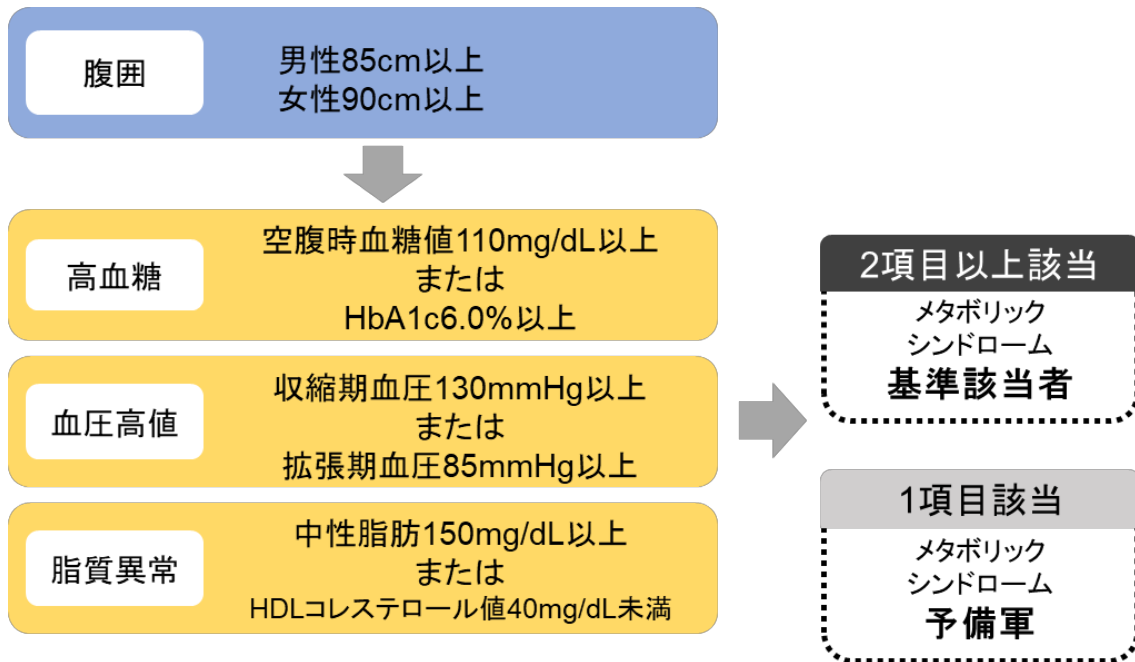 腹囲
男性85cm以上
女性90cm以上
高血糖
空腹時血糖値110mg/dL以上
または
HbA1c6.0%以上
血圧高値
収縮期血圧130mmHg以上
または
拡張期血圧85mmHg以上
脂質異常
中性脂肪150mg/dL以上
または
HDLコレステロール値40mg/dL未満
2項目以上該当
メタボリック
シンドローム
基準該当者
1項目該当
メタボリック
シンドローム
予備軍